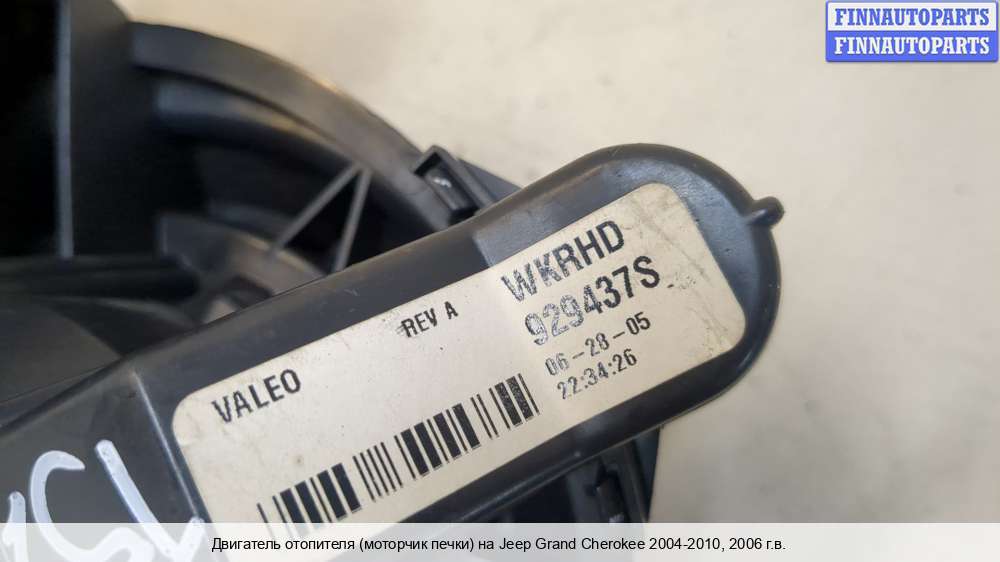 FINNAUTOPARTS
FINNAUTOPARTS
WKRHD
929437S
REV A
06-28-05
22:34:26
VALEO
Двигатель отопителя (моторчик печки) на Jeep Grand Cherokee 2004-2010, 2006 г.в.